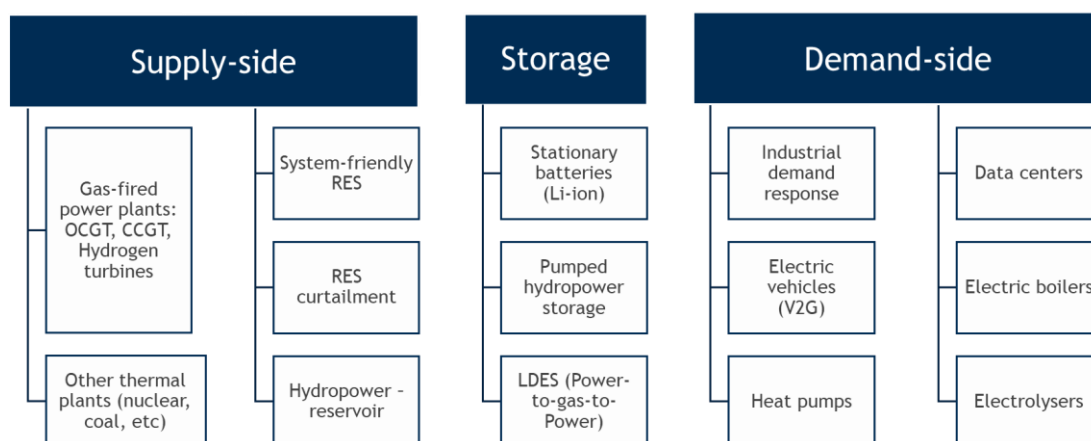 Supply-side
Gas-fired
power plants:
OCGT, CCGT,
Hydrogen
turbines
Other thermal
plants (nuclear,
coal, etc)
System-friendly
RES
RES
curtailment
Hydropower –
reservoir
Storage
Stationary
batteries
(Li-ion)
Pumped
hydropower
storage
LDES (Power-
to-gas-to-
Power)
Demand-side
Industrial
demand
response
Electric
vehicles
(V2G)
Heat pumps
Data centers
Electric boilers
Electrolysers